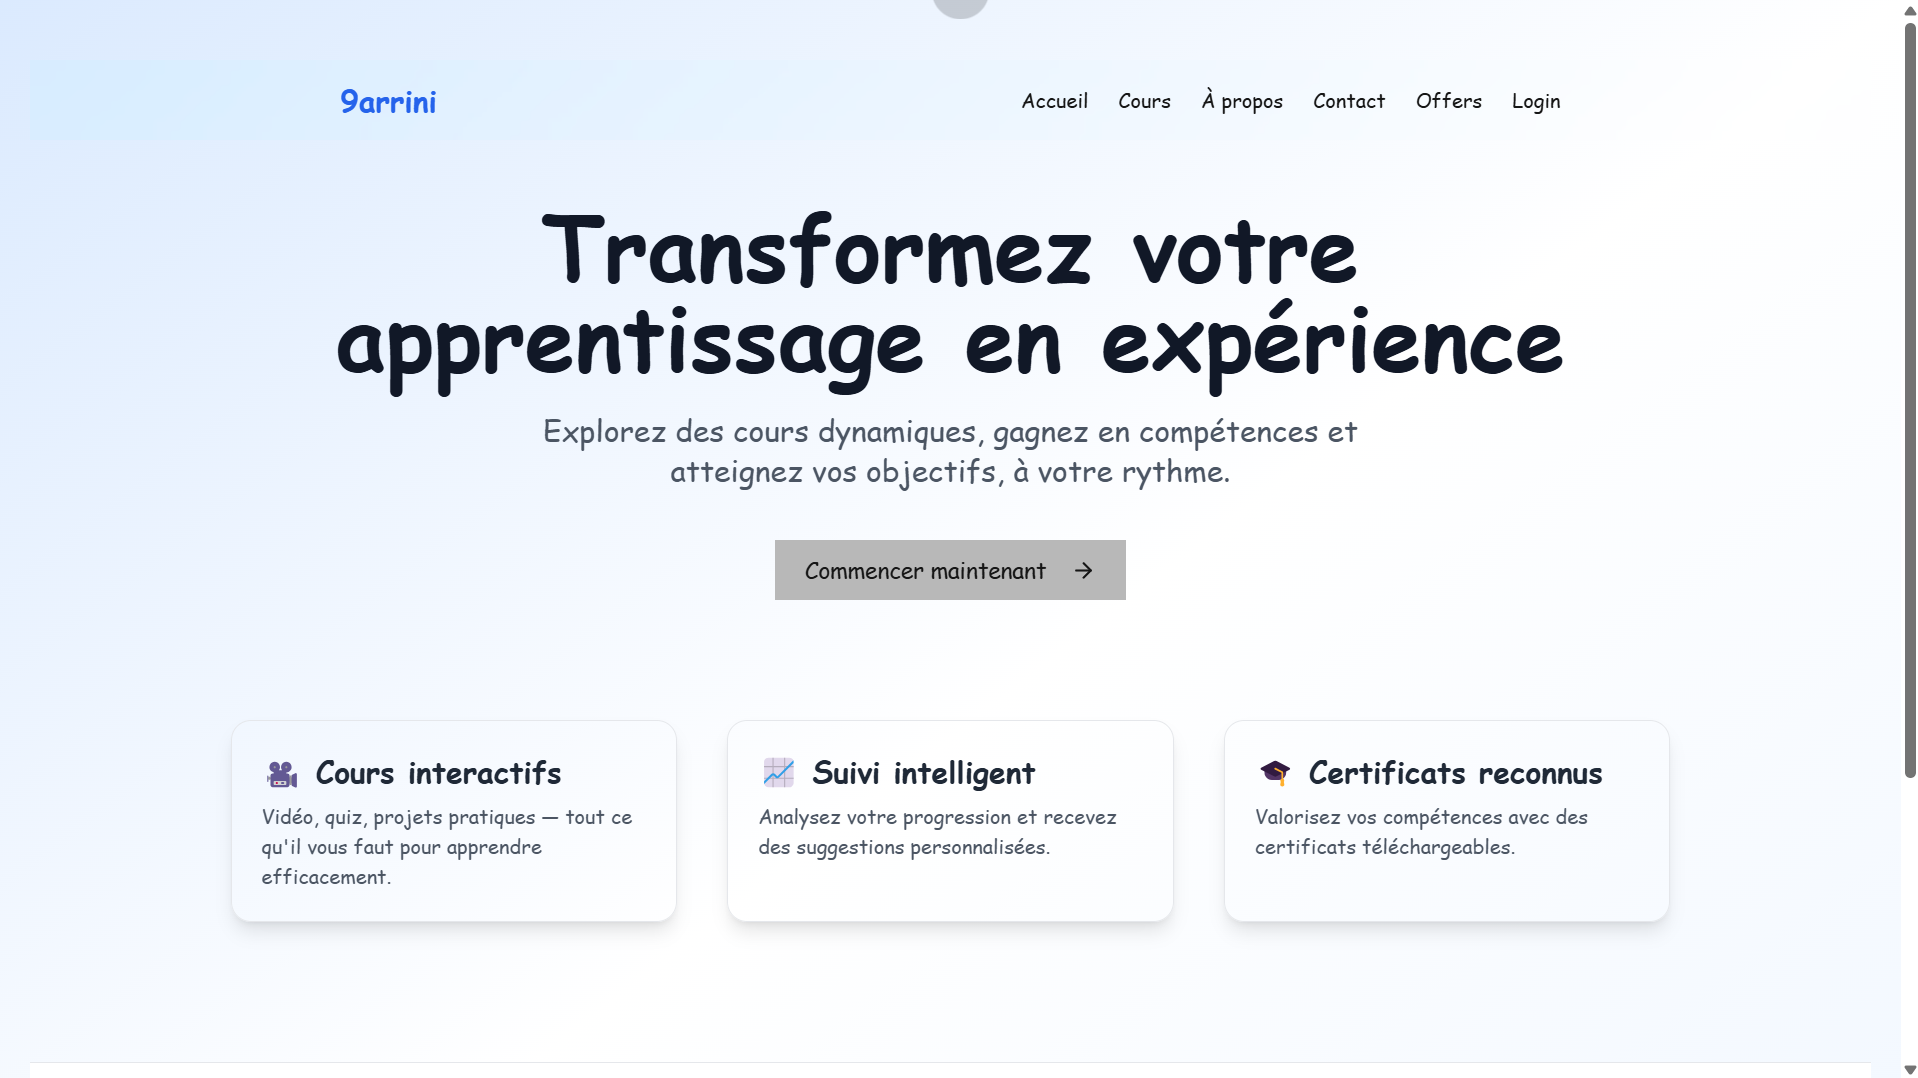 9arrini
Accueil Cours À propos Contact Offers Login
Transformez votre
apprentissage en expérience
Explorez des cours dynamiques, gagnez en compétences et
atteignez vos objectifs, à votre rythme.
Commencer maintenant →
Cours interactifs
Vidéo, quiz, projets pratiques — tout ce
qu'il vous faut pour apprendre
efficacement.
Suivi intelligent
Analysez votre progression et recevez
des suggestions personnalisées.
Certificats reconnus
Valorisez vos compétences avec des
certificats téléchargeables.